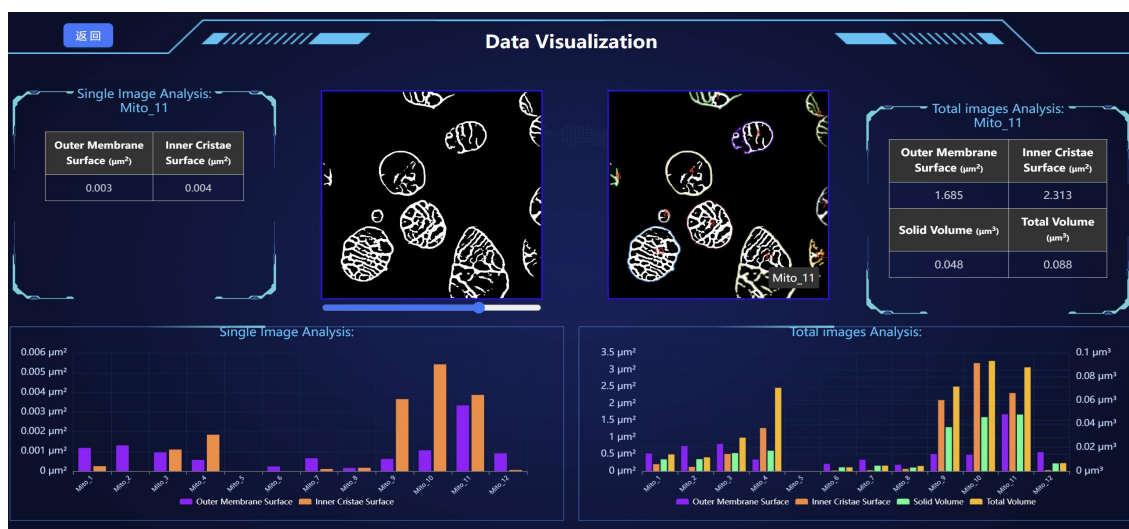 返回
Data Visualization
Single Image Analysis:
Mito_11
Outer Membrane Surface (μm²)
Inner Cristae Surface (μm²)
0.003
0.004
Mito_11
Total images Analysis:
Mito_11
Outer Membrane Surface (μm²)
Inner Cristae Surface (μm²)
1.685
2.313
Solid Volume (μm³)
Total Volume (μm³)
0.048
0.088
Single Image Analysis:
0.006 μm²
0.005 μm²
0.004 μm²
0.003 μm²
0.002 μm²
0.001 μm²
0 μm²
Mito_1
Mito_2
Mito_3
Mito_4
Mito_5
Mito_6
Mito_7
Mito_8
Mito_9
Mito_10
Mito_11
Mito_12
Outer Membrane Surface
Inner Cristae Surface
Total images Analysis:
3.5 μm²
3 μm²
2.5 μm²
2 μm²
1.5 μm²
1 μm²
0.5 μm²
0 μm²
0.1 μm³
0.08 μm³
0.06 μm³
0.04 μm³
0.02 μm³
0 μm³
Mito_1
Mito_2
Mito_3
Mito_4
Mito_5
Mito_6
Mito_7
Mito_8
Mito_9
Mito_10
Mito_11
Mito_12
Outer Membrane Surface
Inner Cristae Surface
Solid Volume
Total Volume